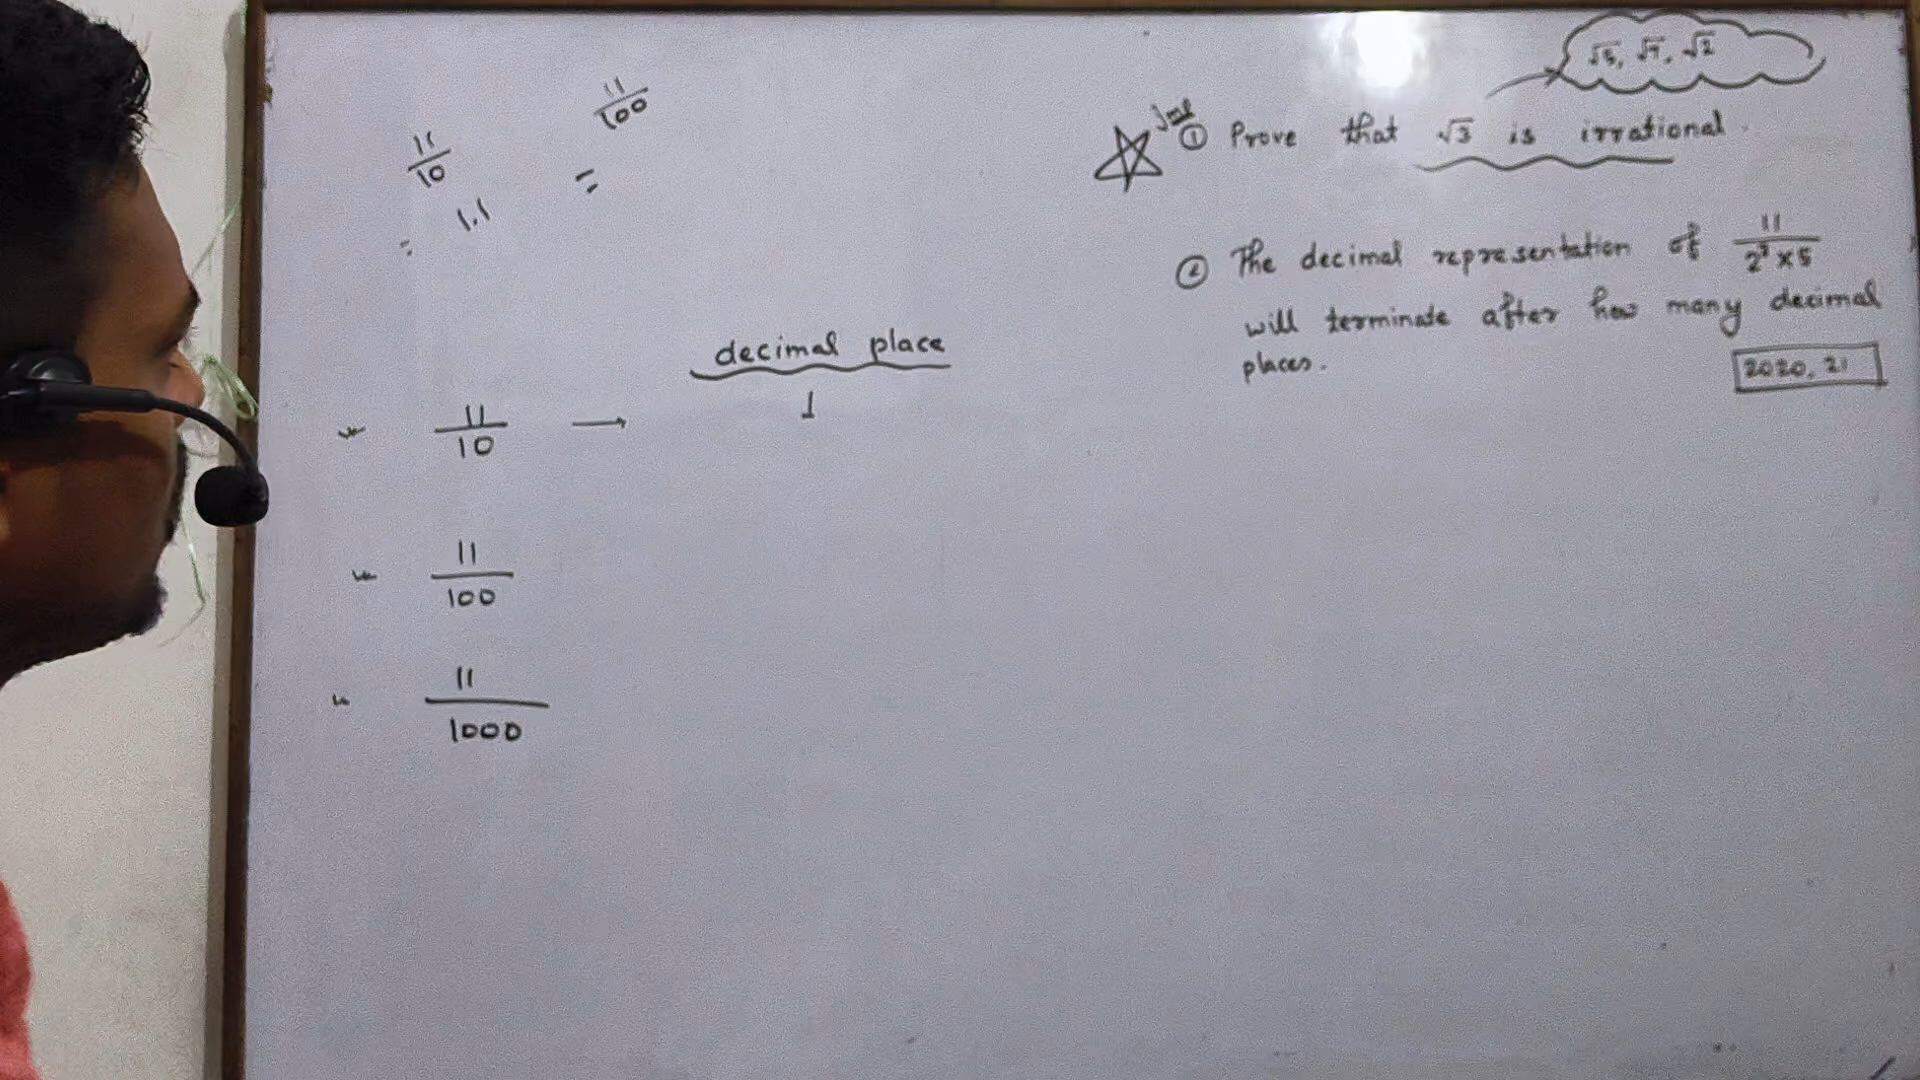 11/10
= 1.1
11/100
=
decimal place
11/10 → 1
11/100
11/1000
√5, √7, √2
① Prove that √3 is irrational.
② The decimal representation of 11/2³×5
will terminate after how many decimal
places.
2020, 21